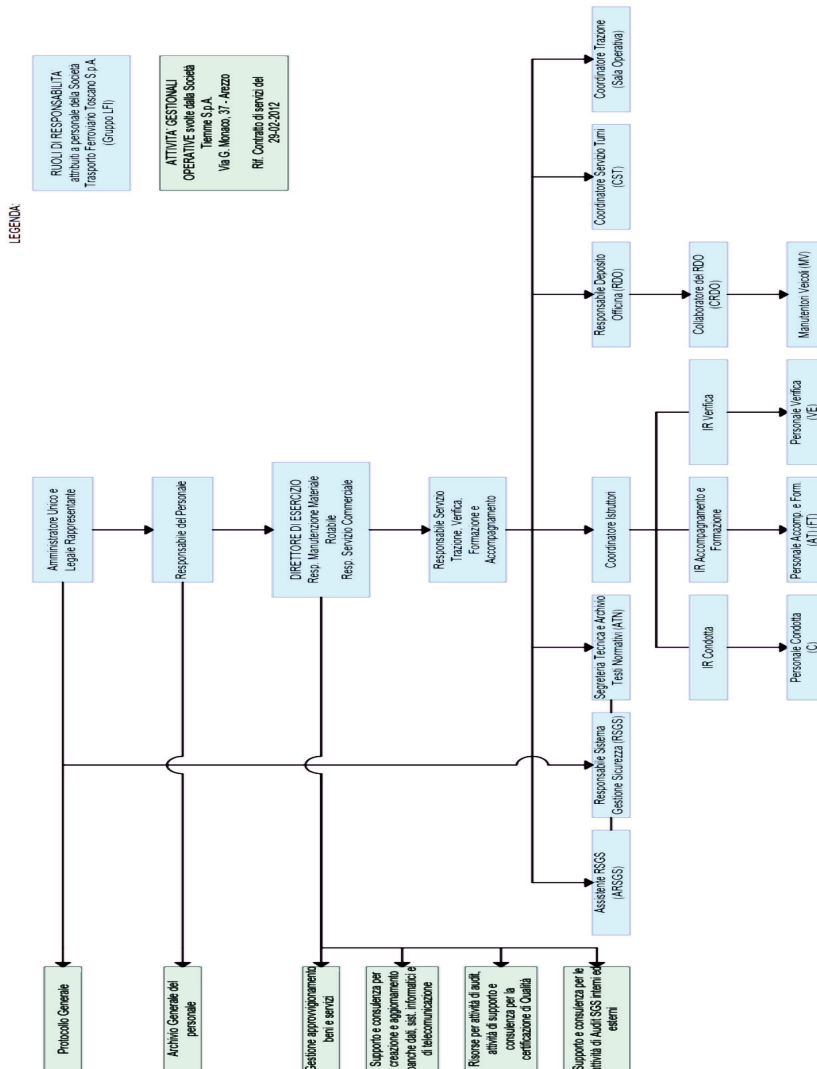 LEGENDA:
RUOLI DI RESPONSABILITA'
attribuiti a personale della Società
Trasporto Ferroviario Toscano S.p.A.
(Gruppo LFI)
ATTIVITA' GESTIONALI
OPERATIVE svolte dalla Società
Tiemme S.p.A.
Via G. Monaco, 37 - Arezzo
Rif. Contratto di servizi del
29-02-2012
Amministratore Unico e
Legale Rappresentante
Responsabile del Personale
DIRETTORE DI ESERCIZIO
Resp. Manutenzione Materiale
Rotabile
Resp. Servizio Commerciale
Responsabile Servizio
Trazione, Verifica,
Formazione e
Accompagnamento
Protocollo Generale
Archivio Generale del
personale
Gestione approvvigionamento
beni e servizi
Supporto e consulenza per
creazione e aggiornamento
banche dati, sist. informatici e
di telecomunicazione
Risorse per attività di audit,
attività di supporto e
consulenza per la
certificazione di Qualità
Supporto e consulenza per le
attività di Audit SGS interni ed
esterni
Assistente RSGS
(ARSGS)
Responsabile Sistema
Gestione Sicurezza (RSGS)
Segreteria Tecnica e Archivio
Testi Normativi (ATN)
Coordinatore Istruttori
Responsabile Deposito
Officina (RDO)
Coordinatore Servizio Turni
(CST)
Coordinatore Trazione
(Sala Operativa)
IR Condotta
IR Accompagnamento e
Formazione
IR Verifica
Collaboratore del RDO
(CRDO)
Personale Condotta
(C)
Personale Accomp. e Form.
(AT) (FT)
Personale Verifica
(VE)
Manutentori Veicoli (MV)